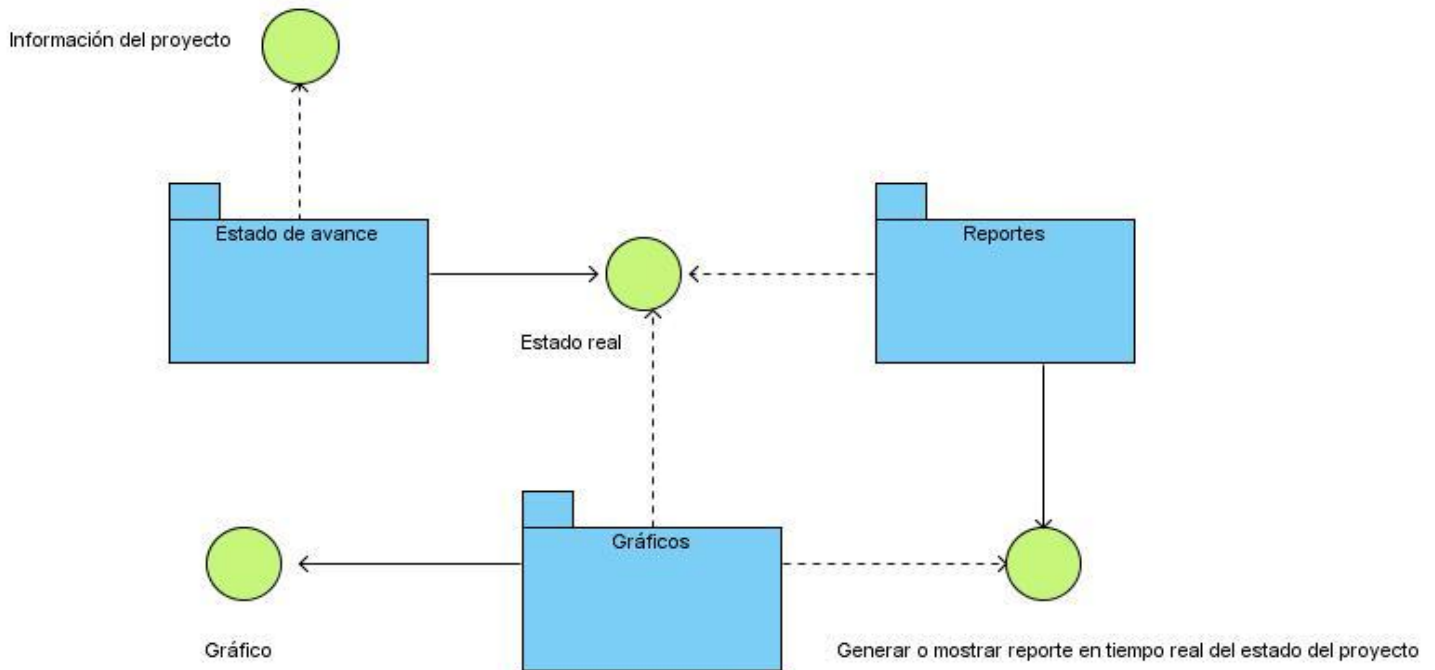 Información del proyecto
Estado de avance
Reportes
Estado real
Gráficos
Gráfico
Generar o mostrar reporte en tiempo real del estado del proyecto